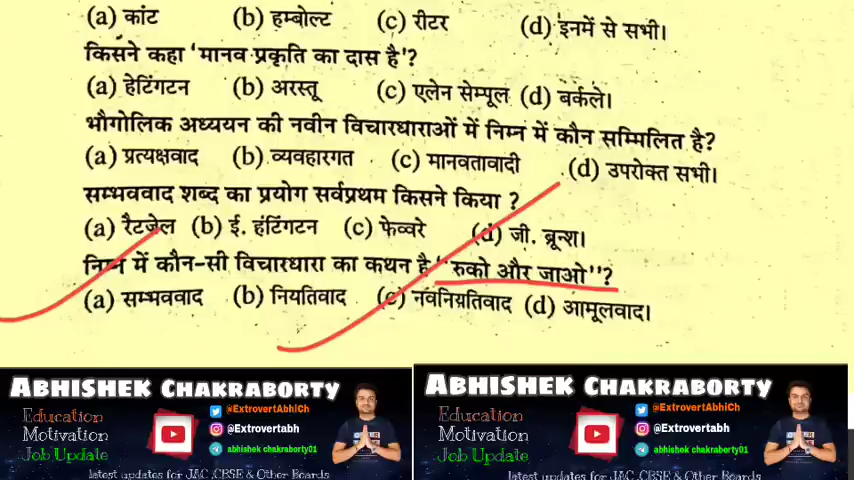 (a) कांट (b) हम्बोल्ट (c) रीटर (d) इनमें से सभी।
किसने कहा 'मानव प्रकृति का दास है'?
(a) हेटिंगटन (b) अरस्तू (c) एलेन सेम्पूल (d) बर्कले।
भौगोलिक अध्ययन की नवीन विचारधाराओं में निम्न में कौन सम्मिलित है?
(a) प्रत्यक्षवाद (b) व्यवहारगत (c) मानवतावादी (d) उपरोक्त सभी।
सम्भववाद शब्द का प्रयोग सर्वप्रथम किसने किया ?
(a) रैटजेल (b) ई. हंटिंगटन (c) फेव्वरे (d) जी. ब्रून्श।
निम्न में कौन-सी विचारधारा का कथन है "रुको और जाओ"?
(a) सम्भववाद (b) नियतिवाद (c) नवनियतिवाद (d) आमूलवाद।
ABHISHEK CHAKRABORTY
Education
Motivation
Job Update
@ExtrovertAbhiCh
@Extrovertabh
abhishek chakraborty01
latest updates for JAC ,CBSE & Other Boards
ABHISHEK CHAKRABORTY
Education
Motivation
Job Update
@ExtrovertAbhiCh
@Extrovertabh
abhishek chakraborty01
latest updates for JAC ,CBSE & Other Boards